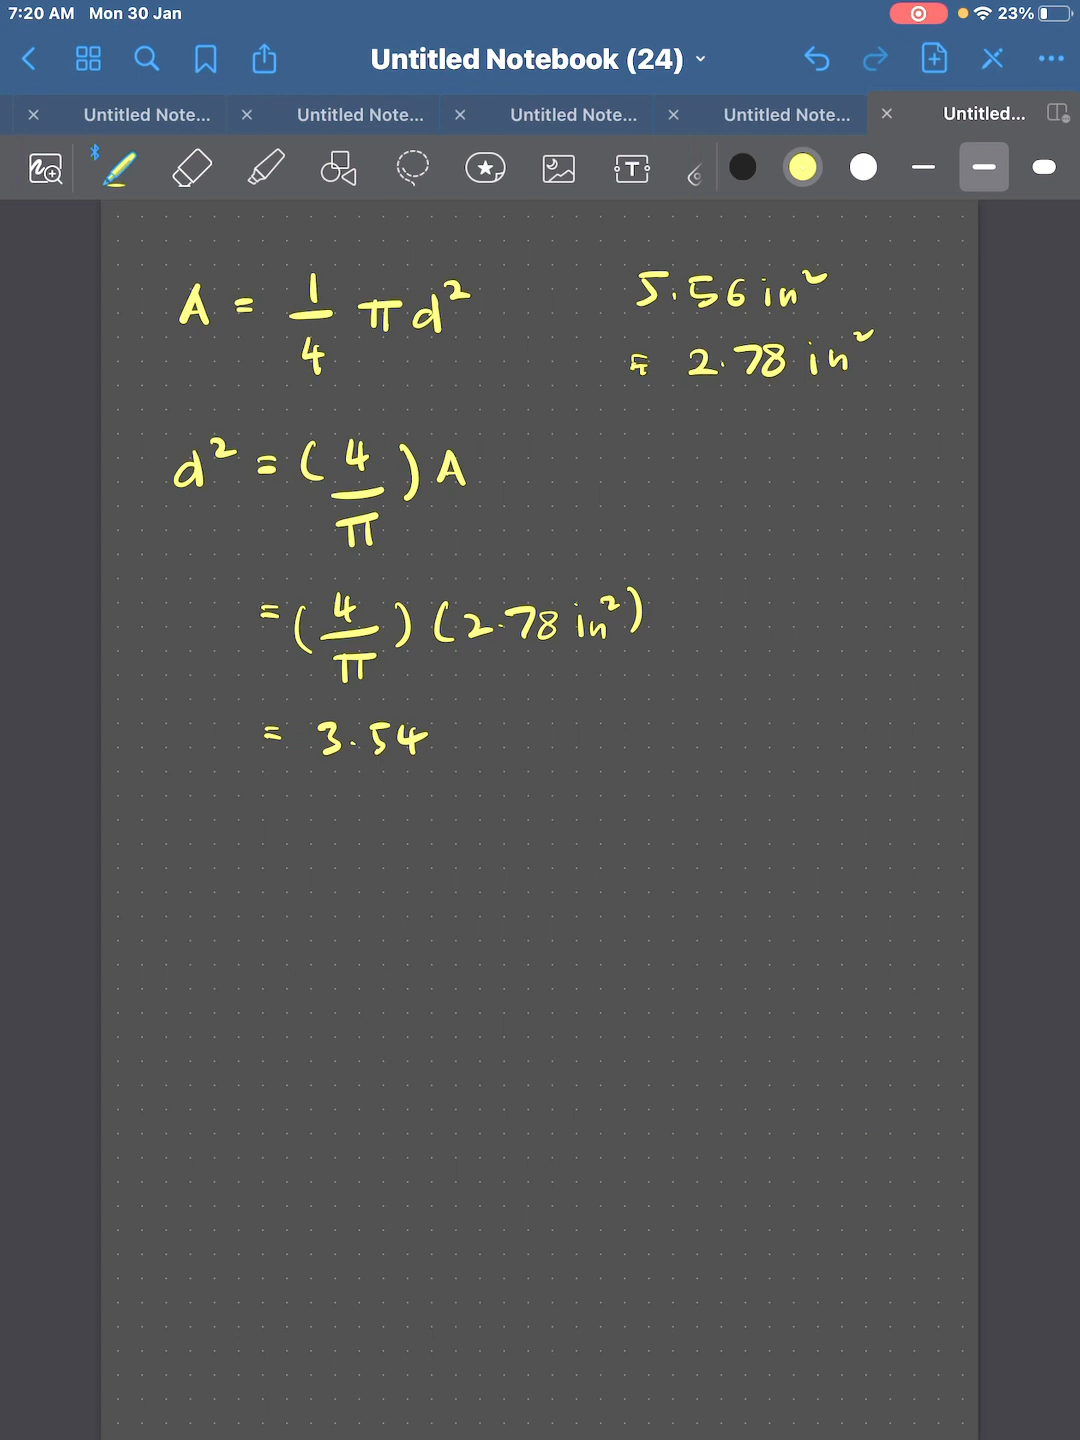 7:20 AM Mon 30 Jan 23%
Untitled Notebook (24)
Untitled Note... Untitled Note... Untitled Note... Untitled Note... Untitled...
T
A = 1/4 πd²
5.56 in²
= 2.78 in²
d² = (4/π) A
= (4/π) (2.78 in²)
= 3.54